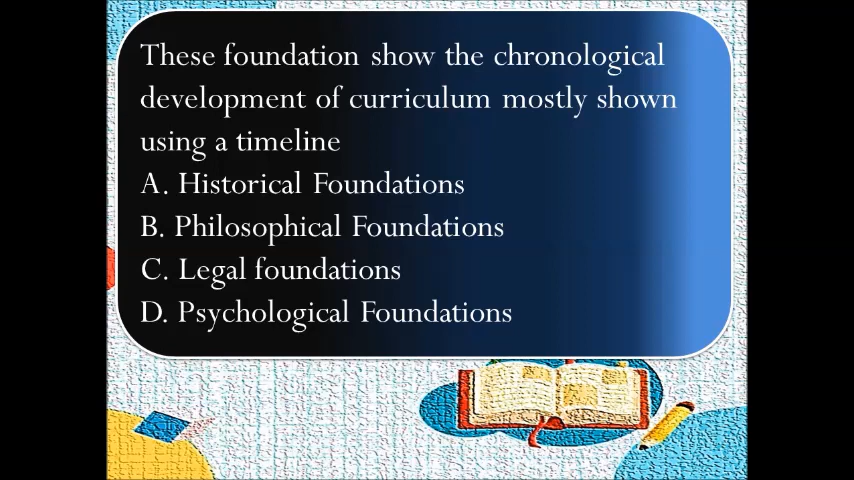 These foundation show the chronological
development of curriculum mostly shown
using a timeline
A. Historical Foundations
B. Philosophical Foundations
C. Legal foundations
D. Psychological Foundations